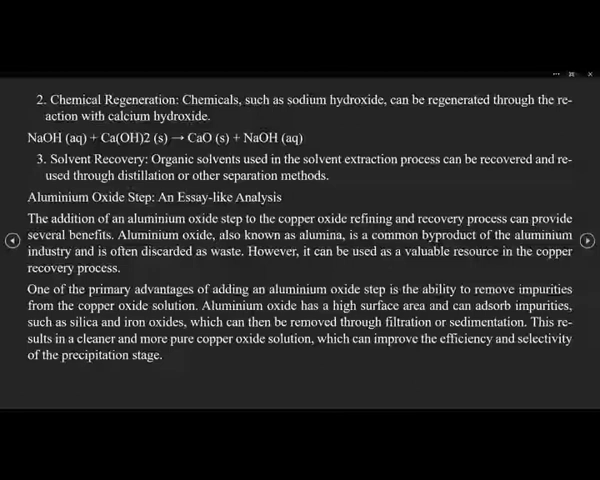 2. Chemical Regeneration: Chemicals, such as sodium hydroxide, can be regenerated through the re-
action with calcium hydroxide.
NaOH (aq) + Ca(OH)2 (s) → CaO (s) + NaOH (aq)
3. Solvent Recovery: Organic solvents used in the solvent extraction process can be recovered and re-
used through distillation or other separation methods.
Aluminium Oxide Step: An Essay-like Analysis
The addition of an aluminium oxide step to the copper oxide refining and recovery process can provide
several benefits. Aluminium oxide, also known as alumina, is a common byproduct of the aluminium
industry and is often discarded as waste. However, it can be used as a valuable resource in the copper
recovery process.
One of the primary advantages of adding an aluminium oxide step is the ability to remove impurities
from the copper oxide solution. Aluminium oxide has a high surface area and can adsorb impurities,
such as silica and iron oxides, which can then be removed through filtration or sedimentation. This re-
sults in a cleaner and more pure copper oxide solution, which can improve the efficiency and selectivity
of the precipitation stage.